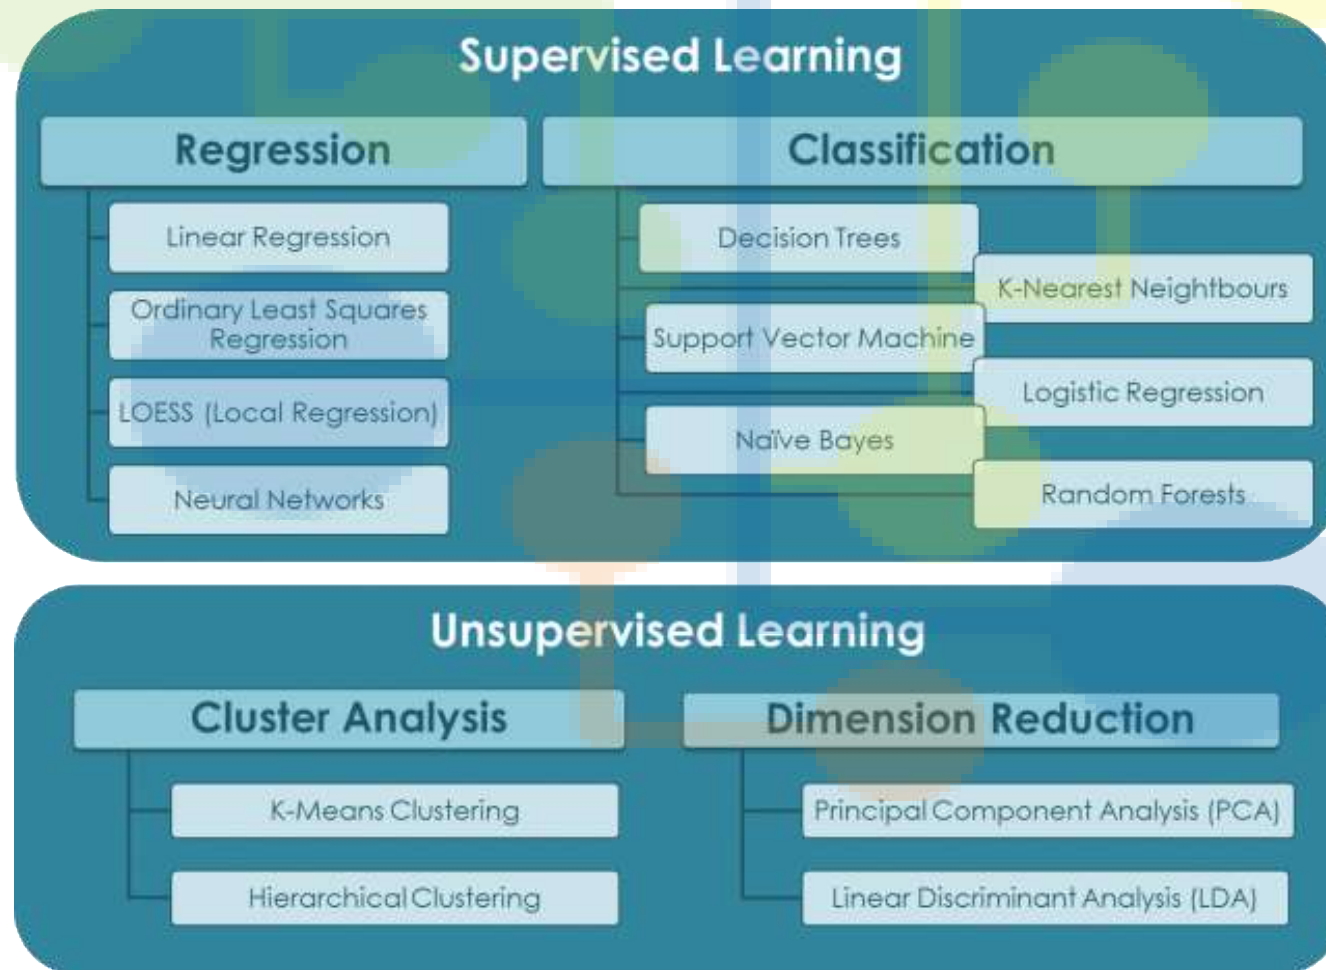 Supervised Learning
Regression
Linear Regression
Ordinary Least Squares
Regression
LOESS (Local Regression)
Neural Networks
Classification
Decision Trees
K-Nearest Neightbours
Support Vector Machine
Logistic Regression
Naïve Bayes
Random Forests
Unsupervised Learning
Cluster Analysis
K-Means Clustering
Hierarchical Clustering
Dimension Reduction
Principal Component Analysis (PCA)
Linear Discriminant Analysis (LDA)